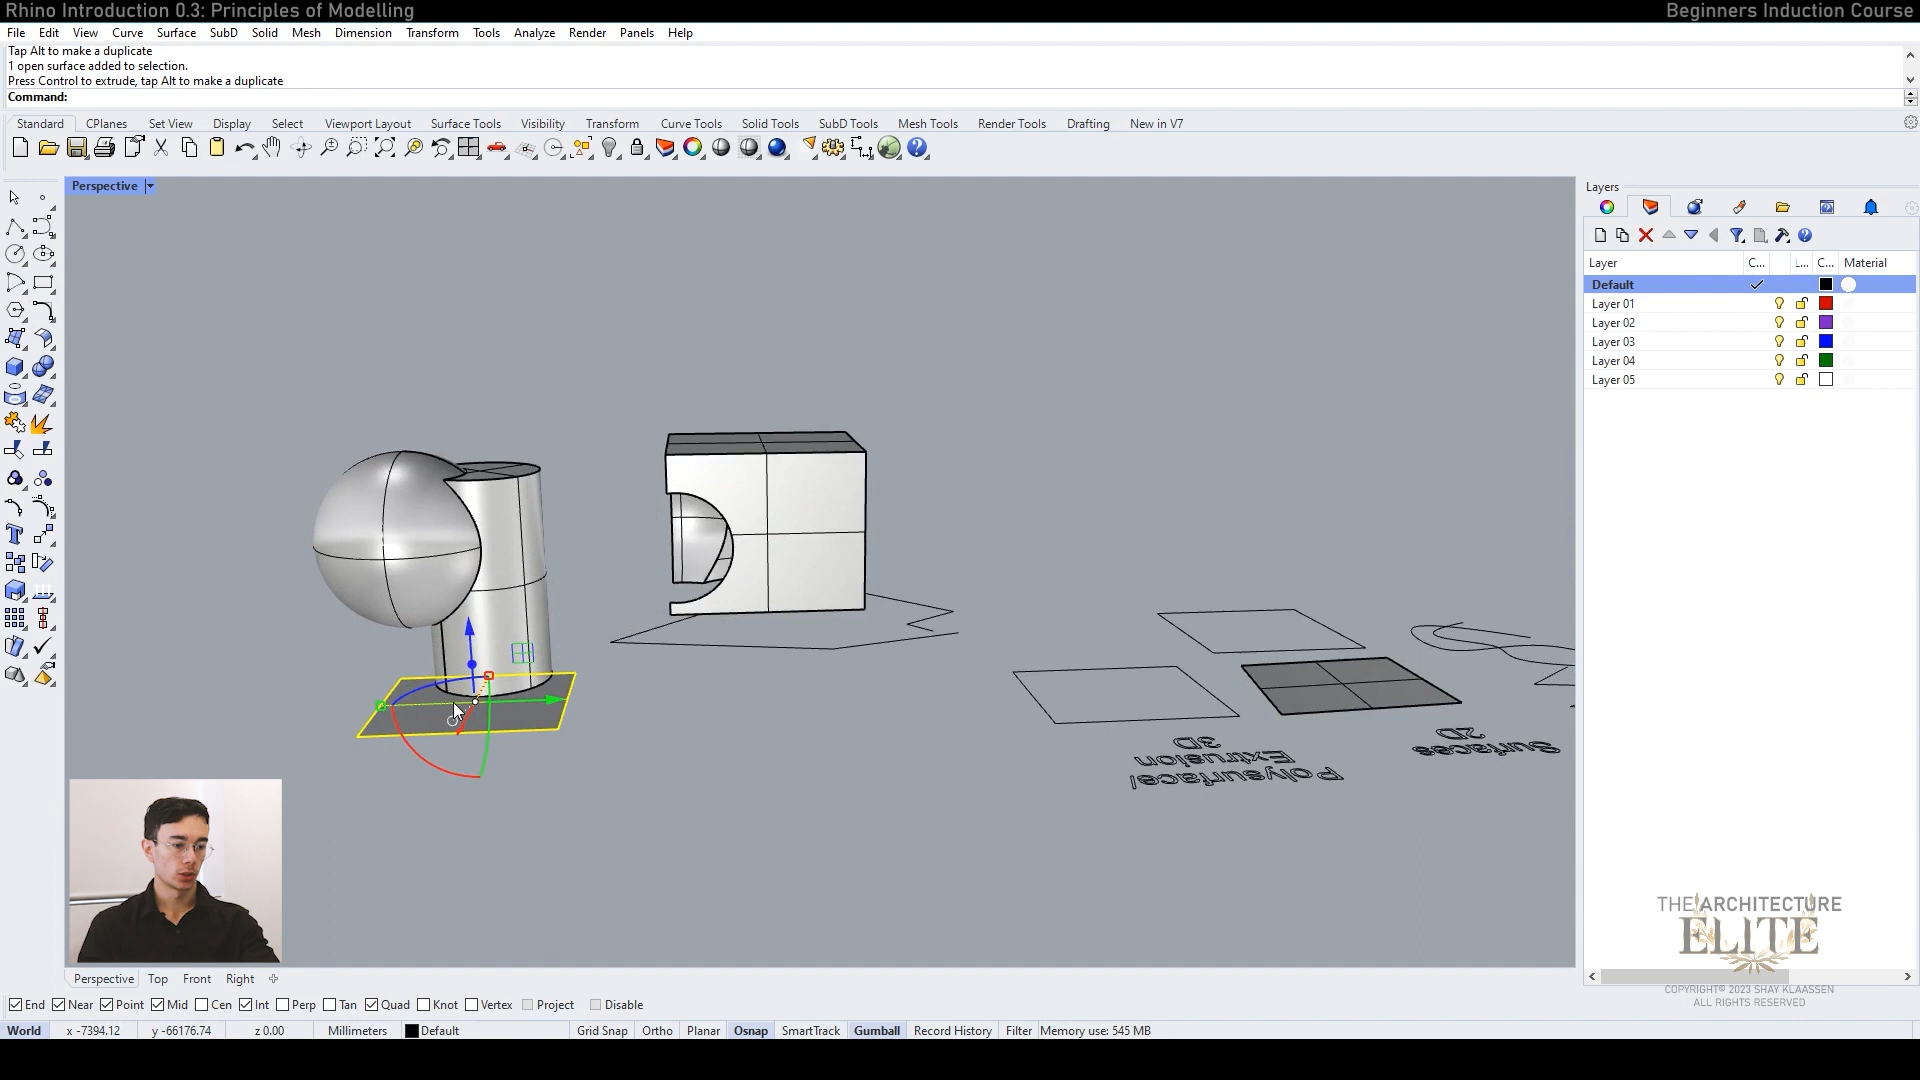 Rhino Introduction 0.3: Principles of Modelling
Beginners Induction Course
File Edit View Curve Surface SubD Solid Mesh Dimension Transform Tools Analyze Render Panels Help
Tap Alt to make a duplicate
1 open surface added to selection.
Press Control to extrude, tap Alt to make a duplicate
Command:
Standard CPlanes Set View Display Select Viewport Layout Surface Tools Visibility Transform Curve Tools Solid Tools SubD Tools Mesh Tools Render Tools Drafting New in V7
Perspective
Layers
Layer C... L... C... Material
Default
Layer 01
Layer 02
Layer 03
Layer 04
Layer 05
Surfaces
2D
Polysurface/
Extrusion
3D
THE ARCHITECTURE
ELITE
COPYRIGHT© 2023 SHAY KLAASSEN
ALL RIGHTS RESERVED
Perspective Top Front Right
End Near Point Mid Cen Int Perp Tan Quad Knot Vertex Project Disable
World x -7394.12 y -66176.74 z 0.00 Millimeters Default Grid Snap Ortho Planar Osnap SmartTrack Gumball Record History Filter Memory use: 545 MB